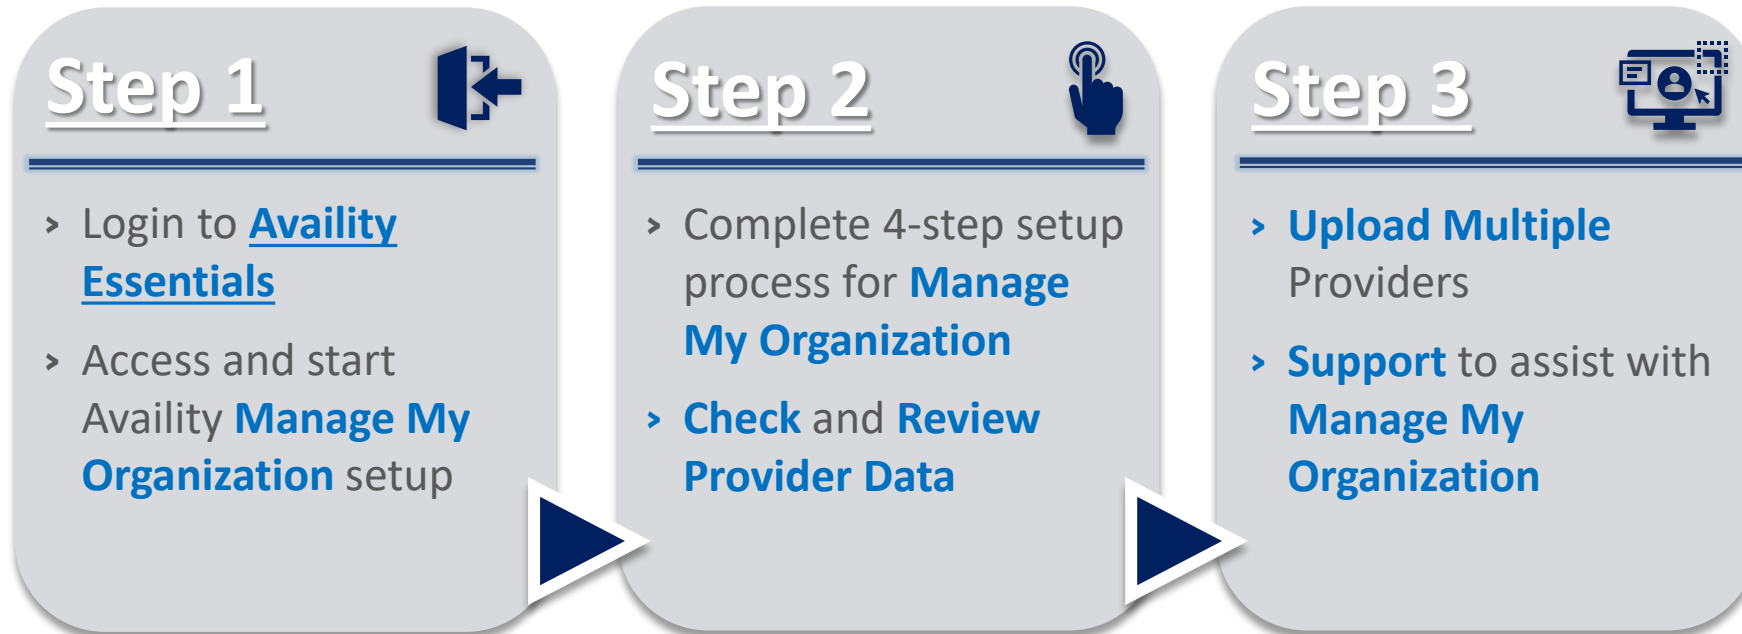 Step 1
> Login to Availity
Essentials
> Access and start
Availity Manage My
Organization setup
Step 2
> Complete 4-step setup
process for Manage
My Organization
> Check and Review
Provider Data
Step 3
> Upload Multiple
Providers
> Support to assist with
Manage My
Organization